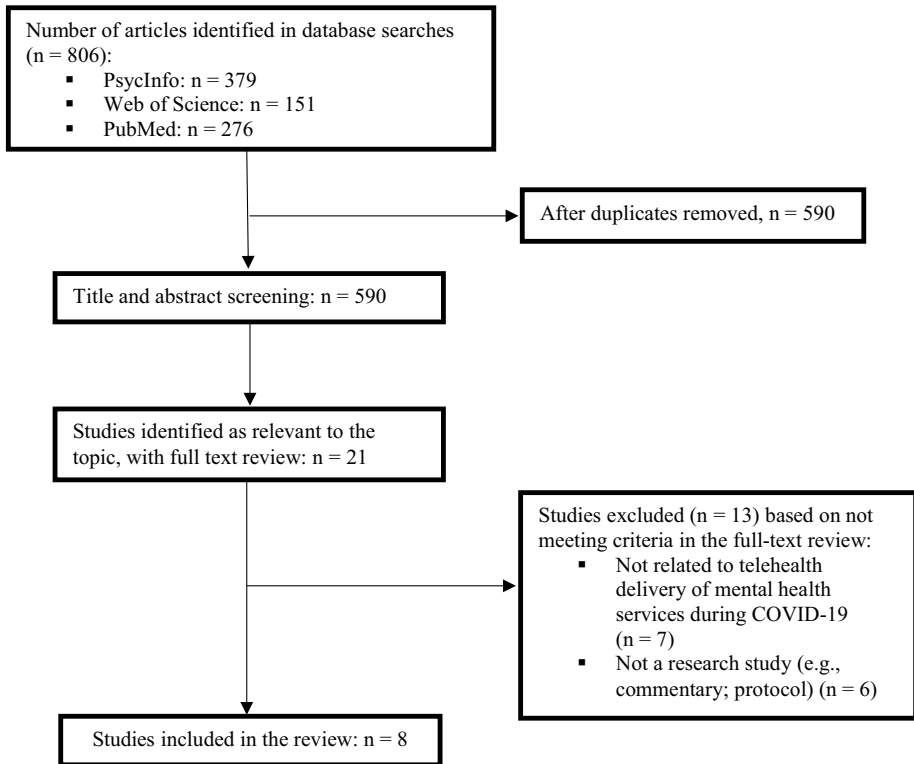 Number of articles identified in database searches
(n = 806):
▪ PsycInfo: n = 379
▪ Web of Science: n = 151
▪ PubMed: n = 276
After duplicates removed, n = 590
Title and abstract screening: n = 590
Studies identified as relevant to the
topic, with full text review: n = 21
Studies excluded (n = 13) based on not
meeting criteria in the full-text review:
▪ Not related to telehealth
delivery of mental health
services during COVID-19
(n = 7)
▪ Not a research study (e.g.,
commentary; protocol) (n = 6)
Studies included in the review: n = 8